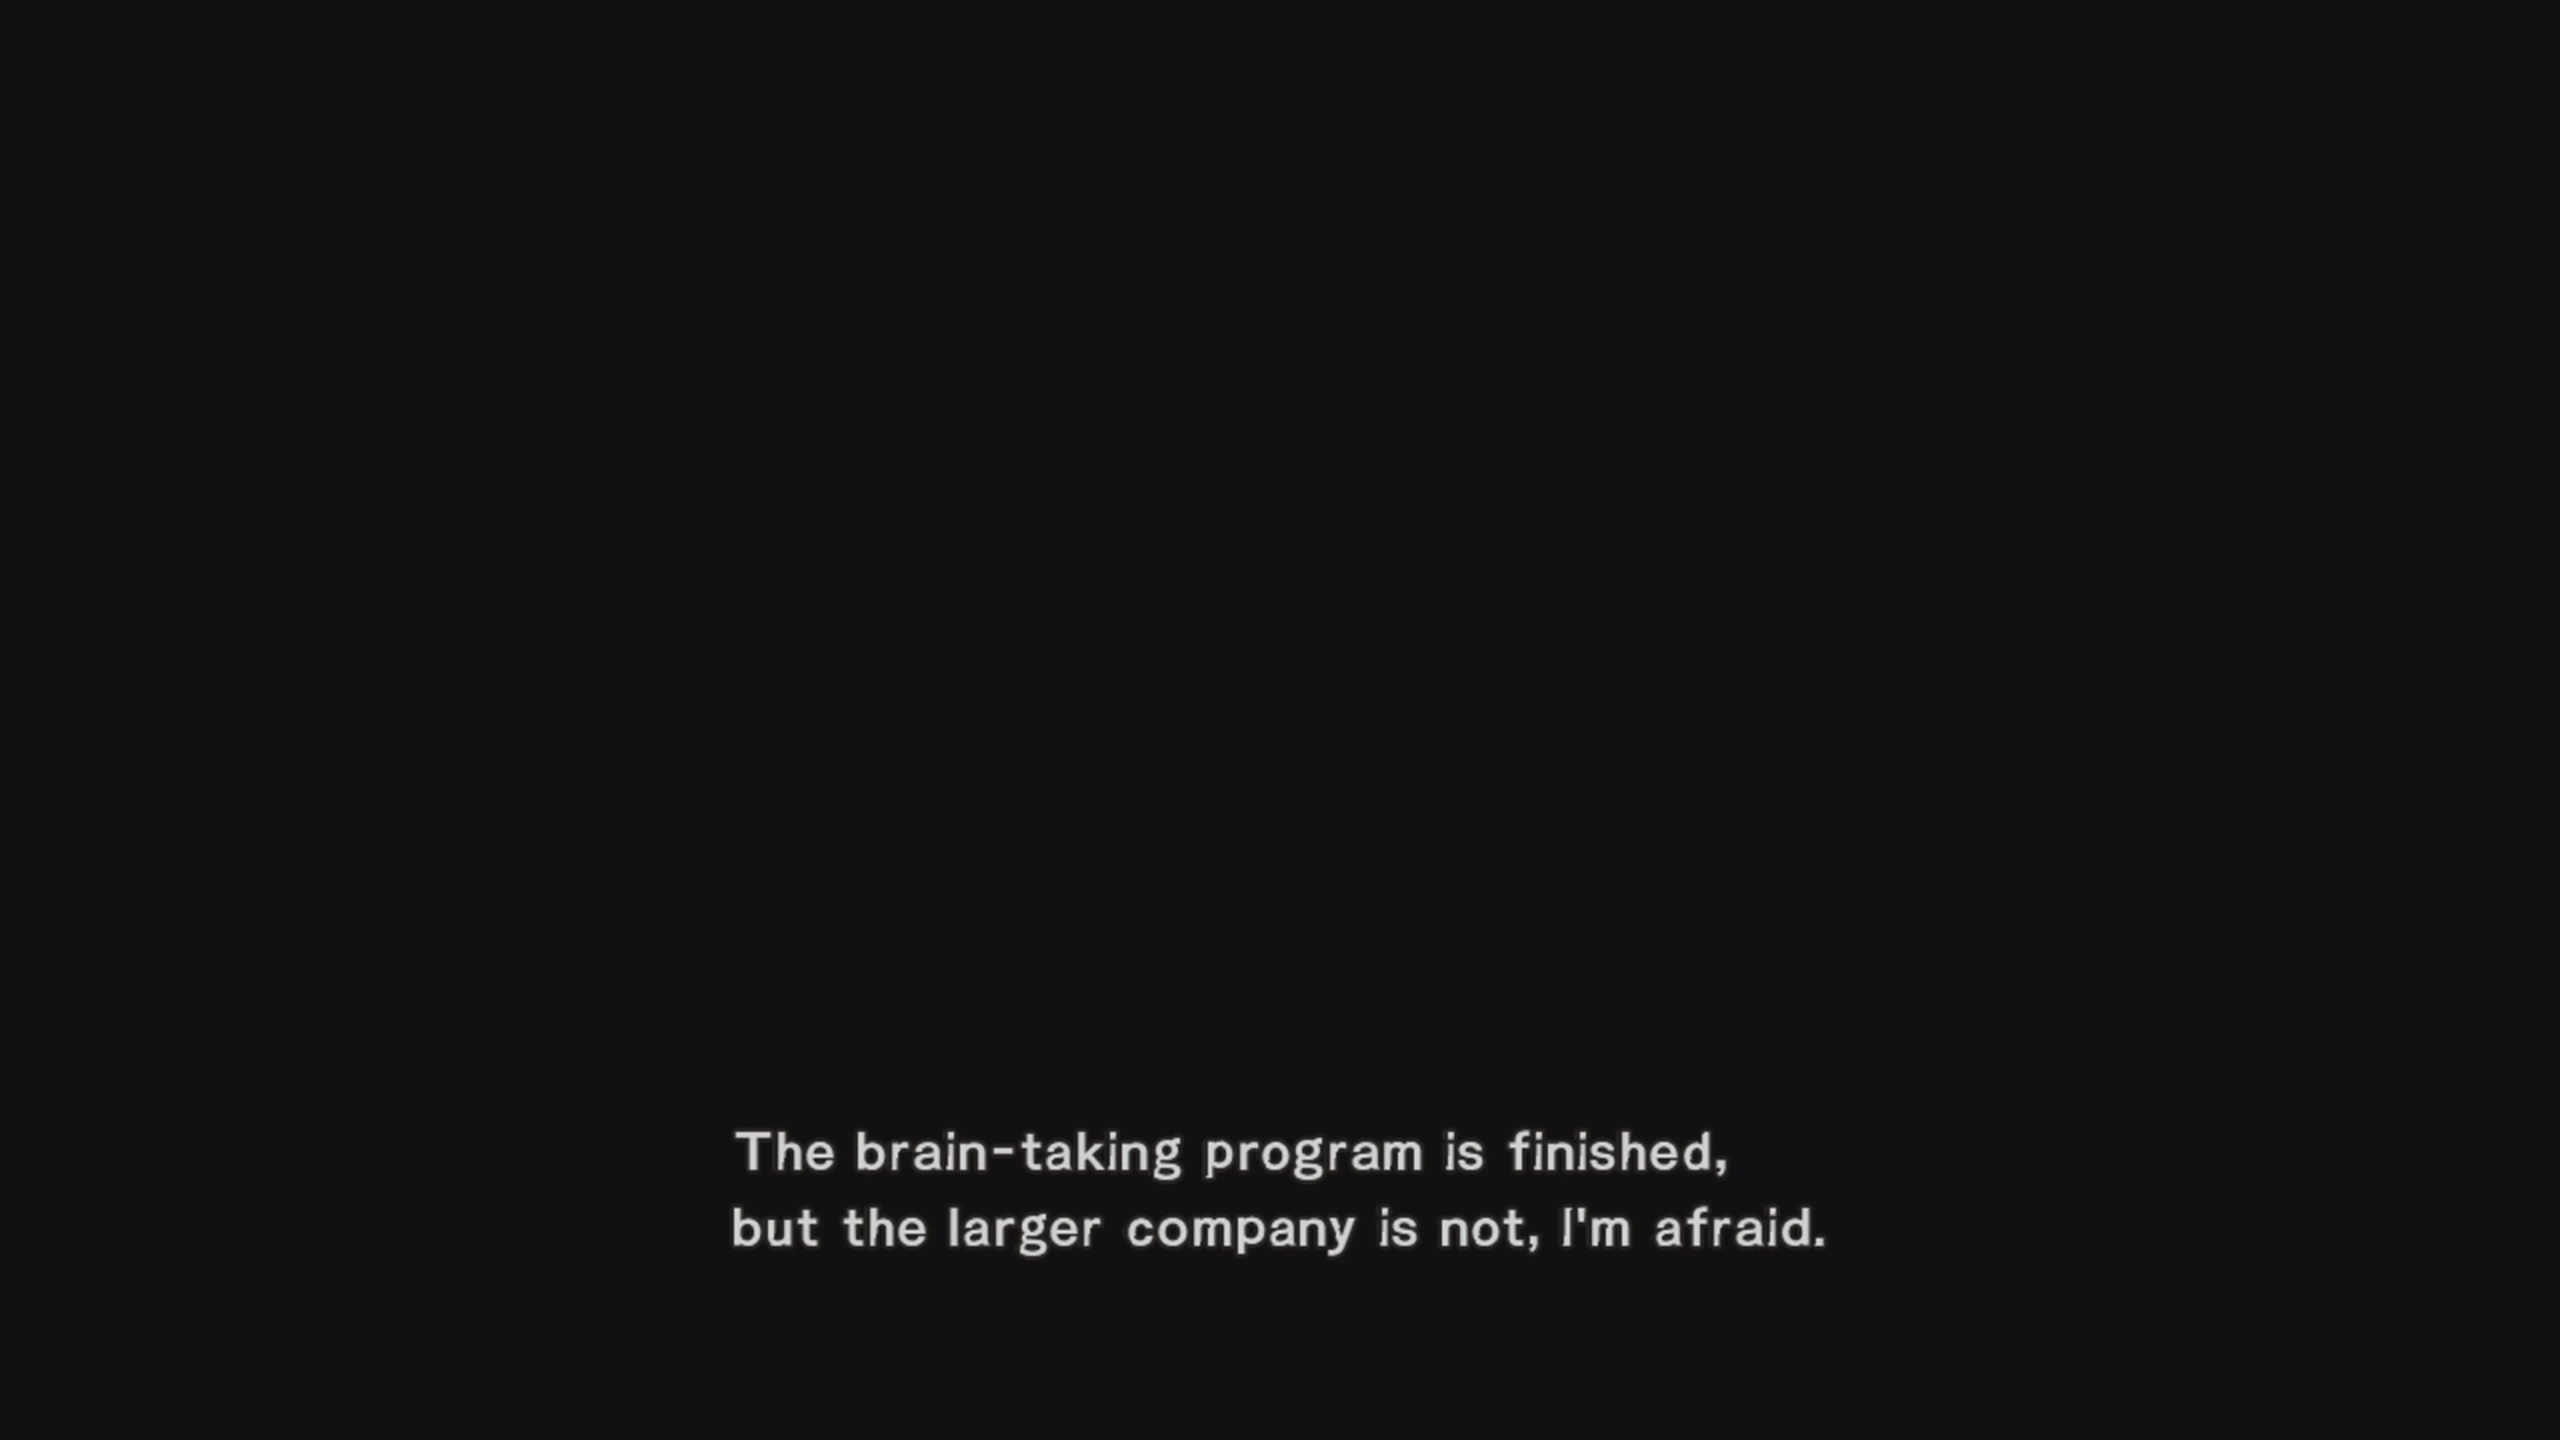 The brain-taking program is finished,
but the larger company is not, I'm afraid.